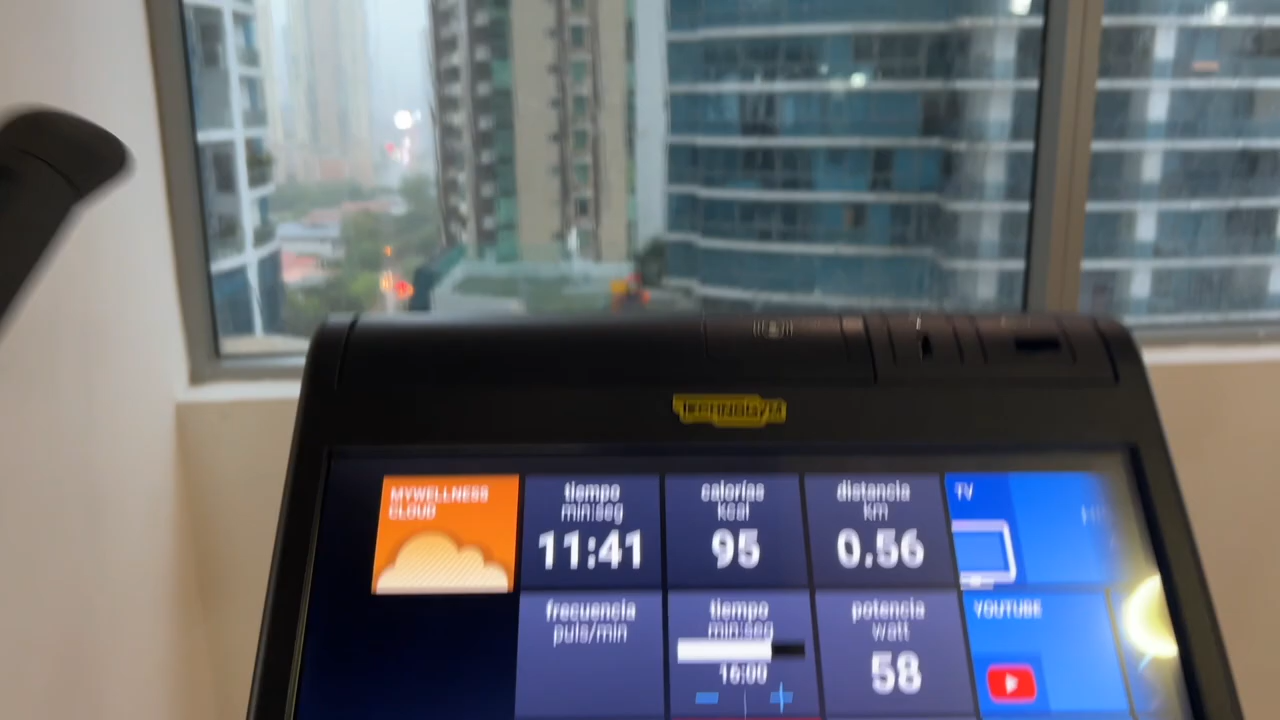 TECHNOGYM
MYWELLNESS
CLOUD
tiempo
min:seg
11:41
calorías
kcal
95
distancia
km
0.56
TV
frecuencia
puls/min
tiempo
min:seg
16:00
potencia
watt
58
YOUTUBE